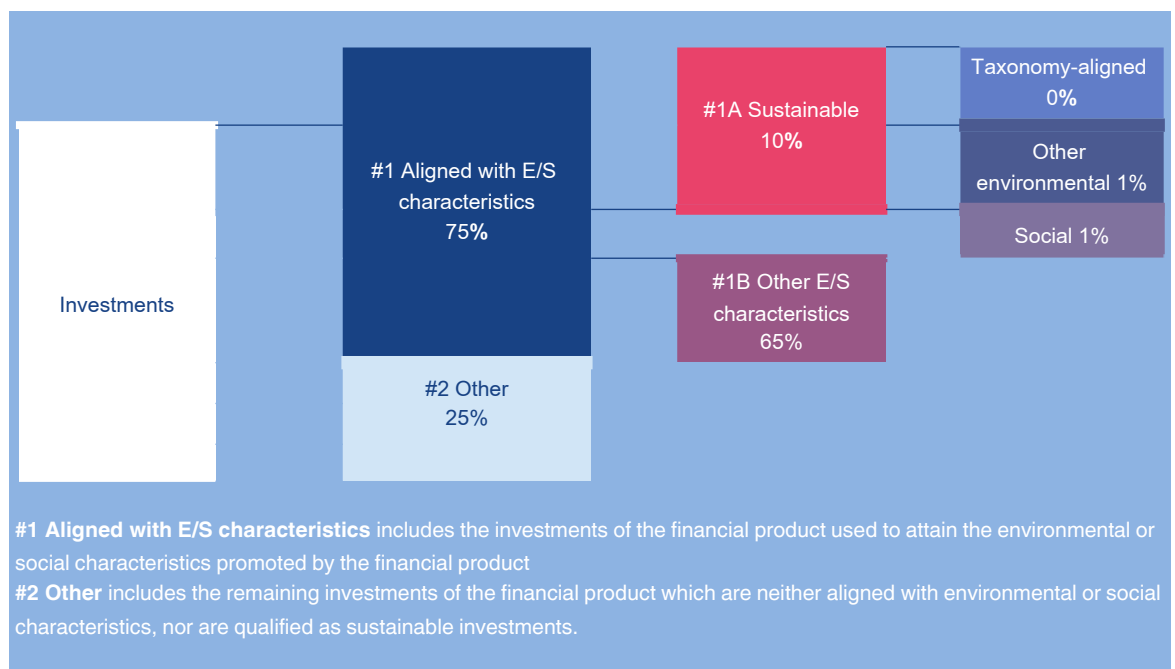 Investments
#1 Aligned with E/S
characteristics
75%
#2 Other
25%
#1A Sustainable
10%
#1B Other E/S
characteristics
65%
Taxonomy-aligned
0%
Other
environmental 1%
Social 1%
#1 Aligned with E/S characteristics includes the investments of the financial product used to attain the environmental or
social characteristics promoted by the financial product
#2 Other includes the remaining investments of the financial product which are neither aligned with environmental or social
characteristics, nor are qualified as sustainable investments.